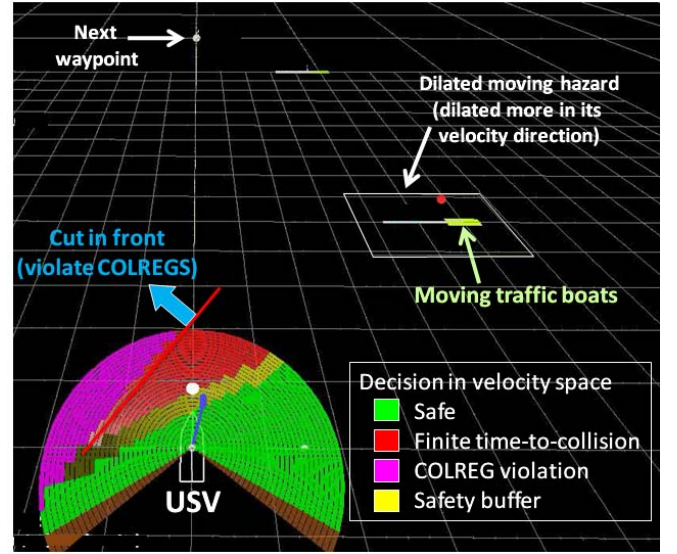 Next
waypoint
Dilated moving hazard
(dilated more in its
velocity direction)
Cut in front
(violate COLREGS)
Moving traffic boats
Decision in velocity space
Safe
Finite time-to-collision
COLREG violation
Safety buffer
USV